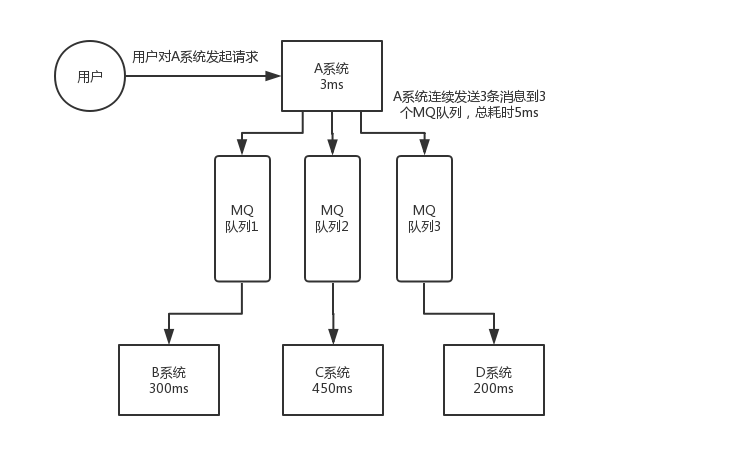 用户
用户对A系统发起请求
A系统
3ms
A系统连续发送3条消息到3
个MQ队列，总耗时5ms
MQ
队列1
MQ
队列2
MQ
队列3
B系统
300ms
C系统
450ms
D系统
200ms